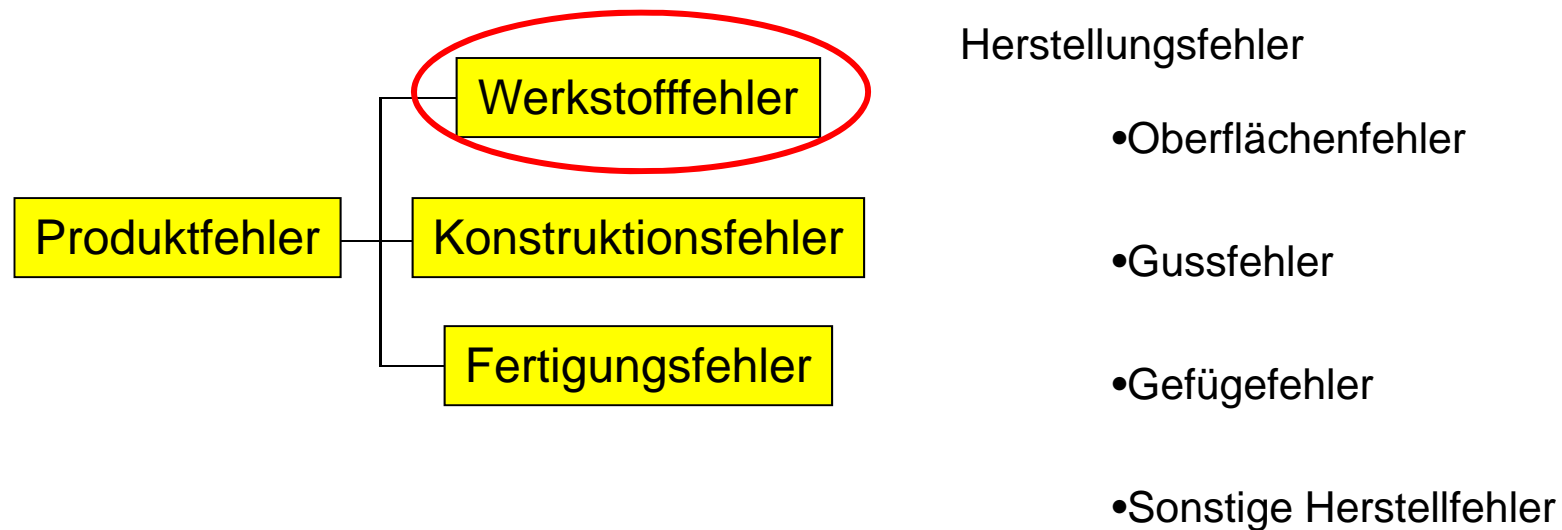 Produktfehler
Werkstofffehler
Konstruktionsfehler
Fertigungsfehler
Herstellungsfehler
•Oberflächenfehler
•Gussfehler
•Gefügefehler
•Sonstige Herstellfehler